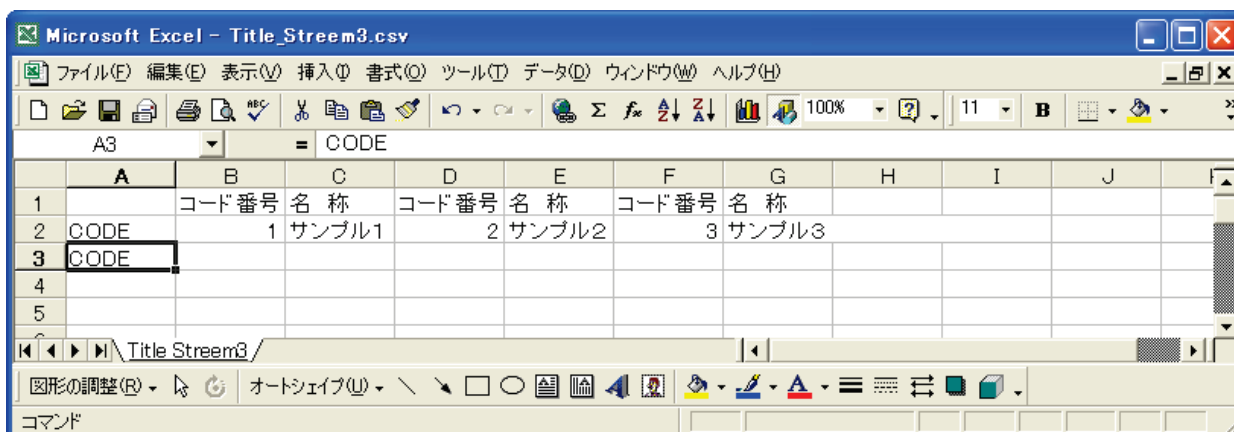 Microsoft Excel - Title_Streem3.csv
ファイル(F) 編集(E) 表示(V) 挿入(I) 書式(O) ツール(T) データ(D) ウィンドウ(W) ヘルプ(H)
ABC Σ fx A Z Z A 100% ? 11 B
A3 = CODE
A B C D E F G H I J
1 コード番号 名 称 コード番号 名 称 コード番号 名 称
2 CODE 1 サンプル1 2 サンプル2 3 サンプル3
3 CODE
4
5
Title Streem3
図形の調整(R) オートシェイプ(U) A A
コマンド